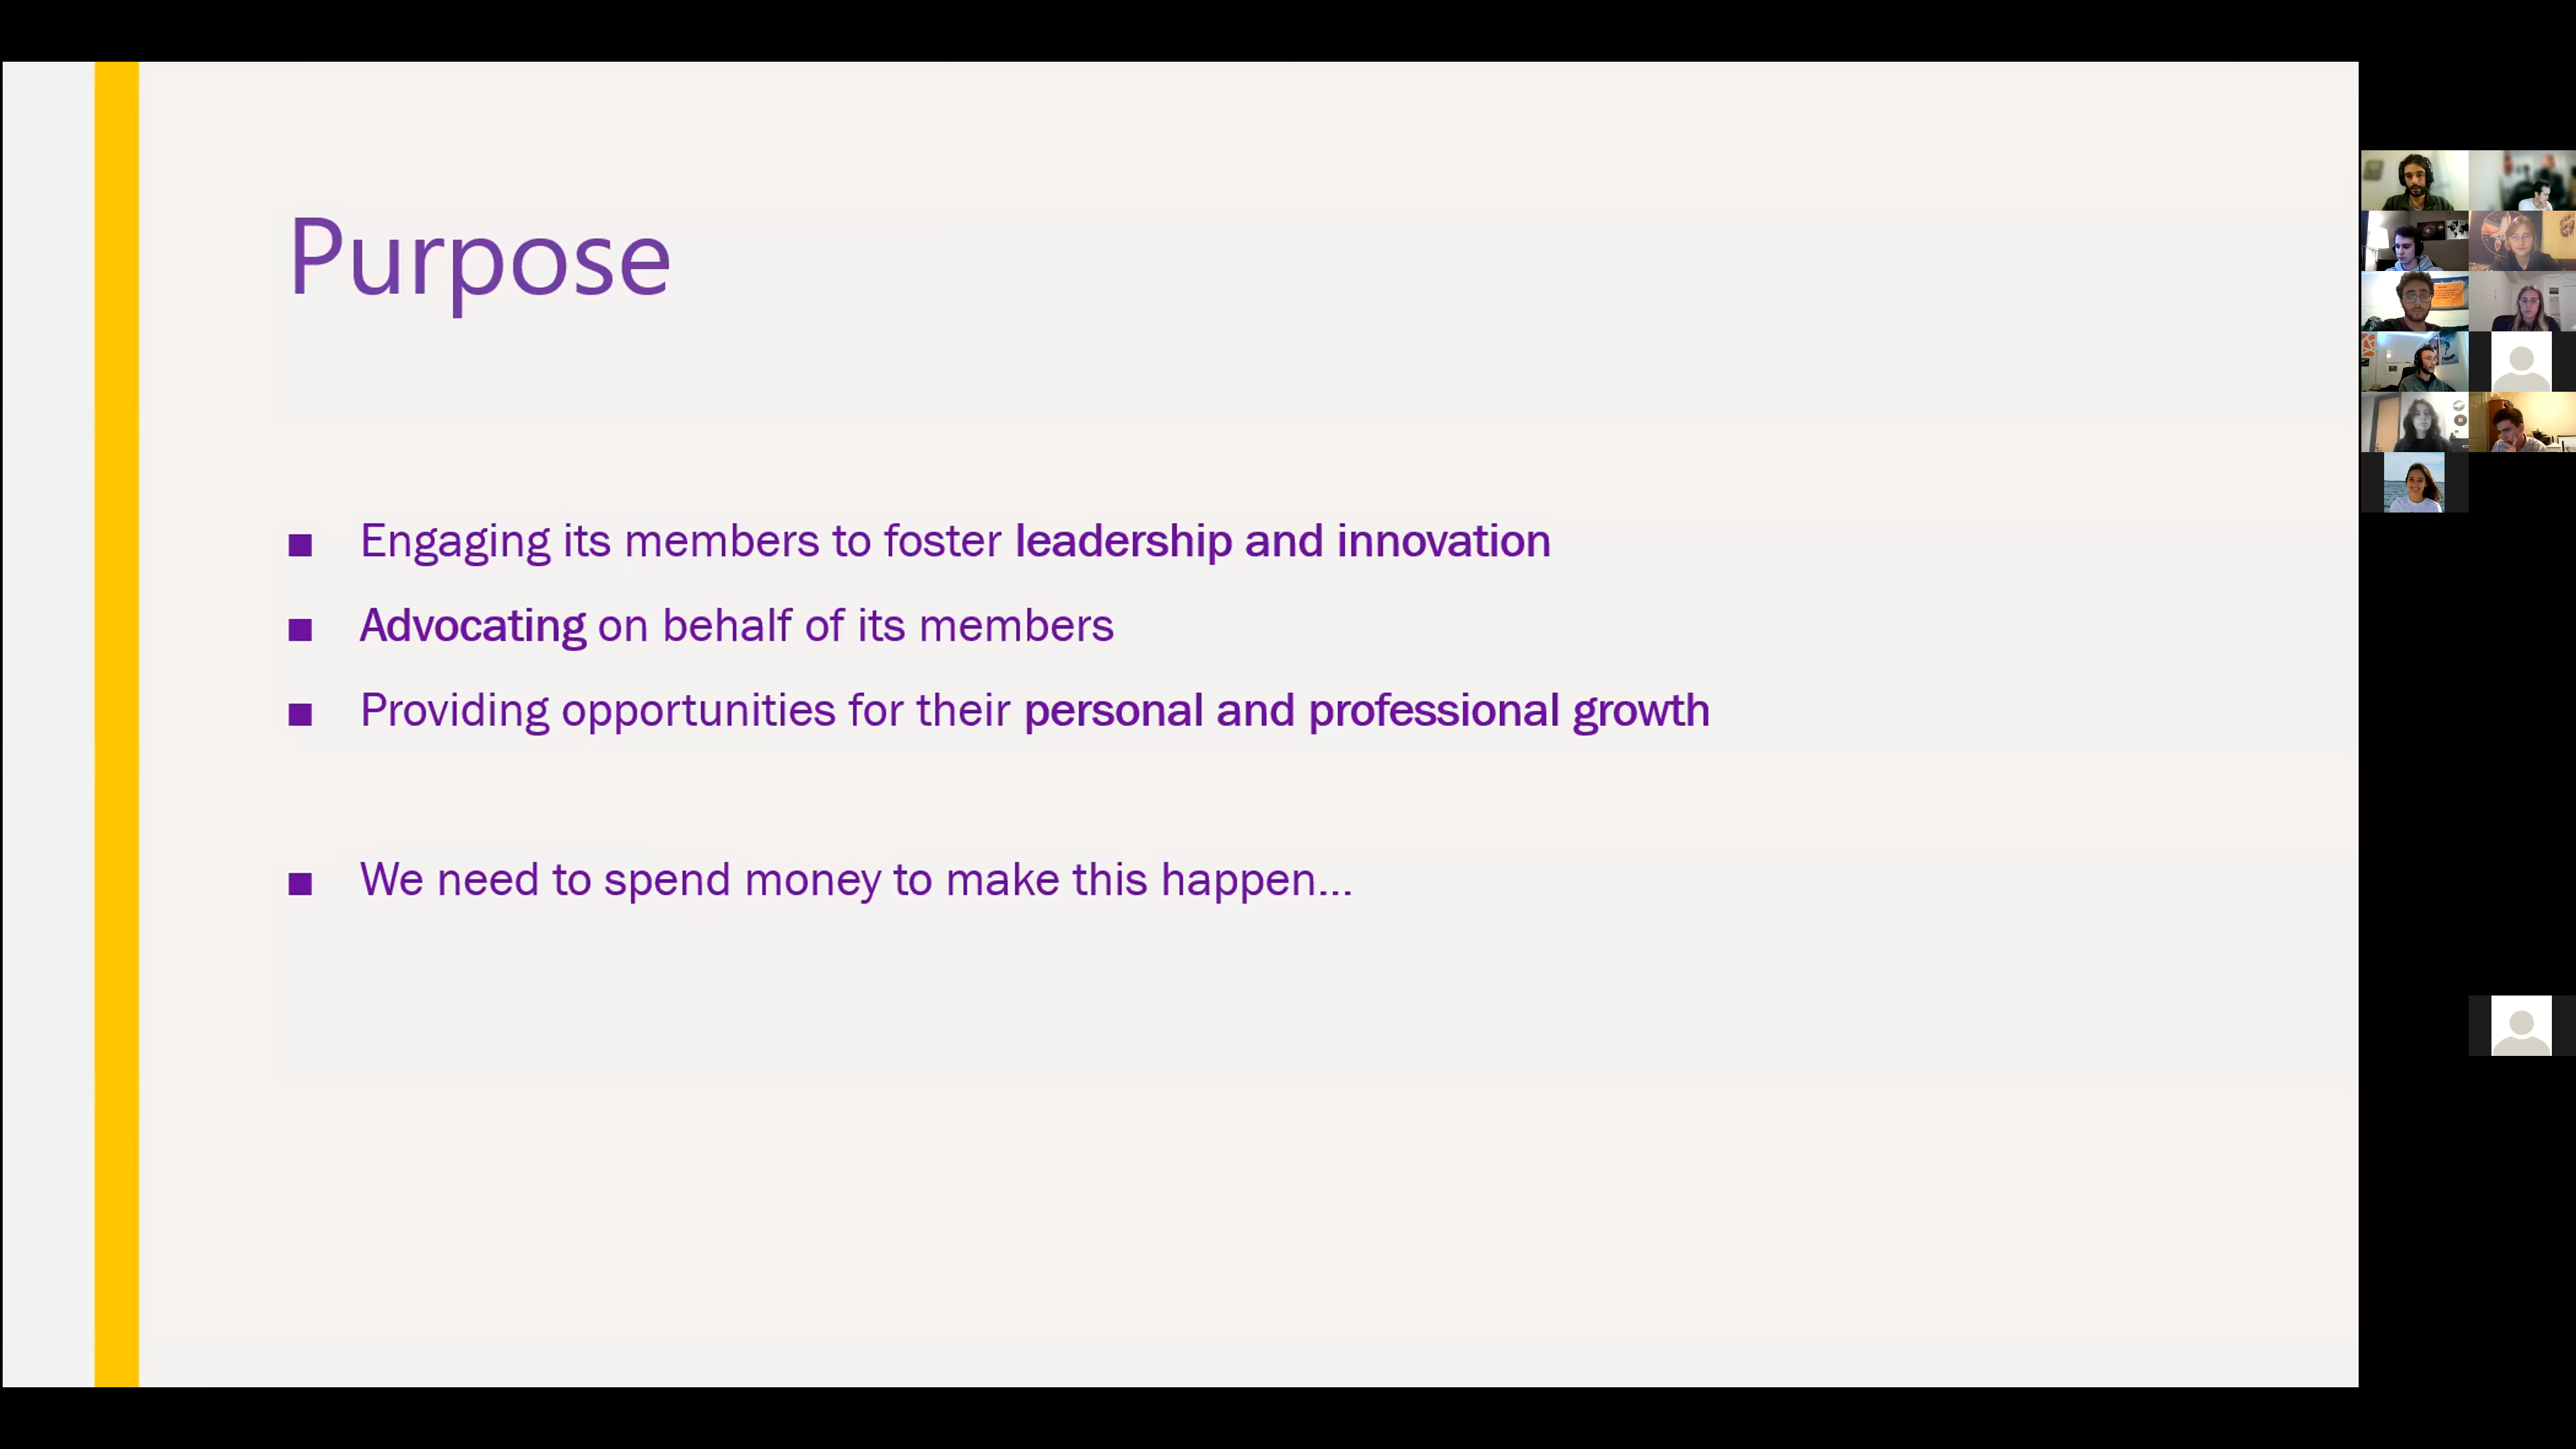 Purpose
■ Engaging its members to foster leadership and innovation
■ Advocating on behalf of its members
■ Providing opportunities for their personal and professional growth
■ We need to spend money to make this happen...